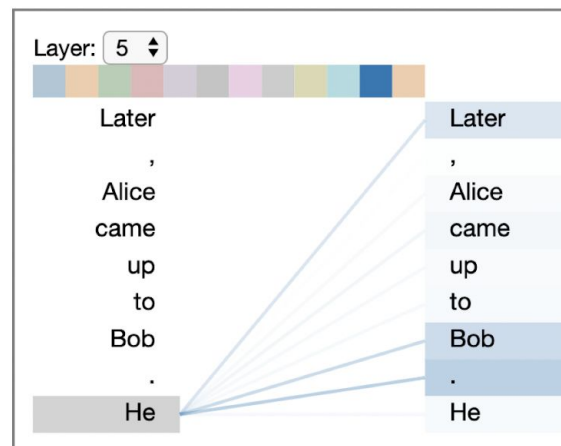 Layer: 5
Later Later
, ,
Alice Alice
came came
up up
to to
Bob Bob
. .
He He